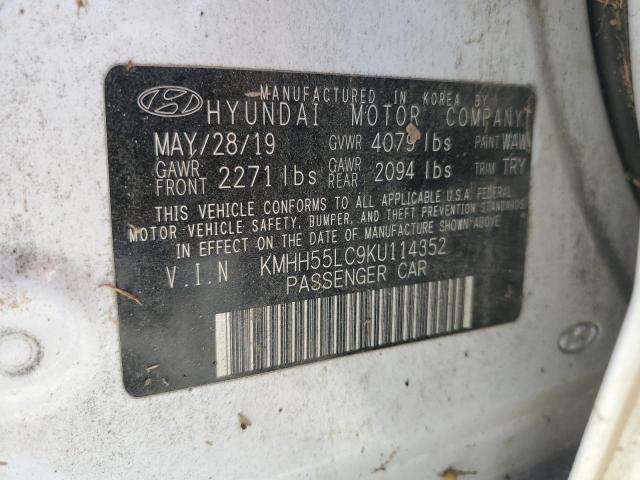 MANUFACTURED IN KOREA BY
HYUNDAI MOTOR COMPANY
MAY/28/19 GVWR 4079 lbs PAINT WAW
GAWR FRONT 2271 lbs GAWR REAR 2094 lbs TRIM TRY
THIS VEHICLE CONFORMS TO ALL APPLICABLE U.S.A. FEDERAL
MOTOR VEHICLE SAFETY, BUMPER, AND THEFT PREVENTION STANDARDS
IN EFFECT ON THE DATE OF MANUFACTURE SHOWN ABOVE
V.I.N KMHH55LC9KU114352
PASSENGER CAR